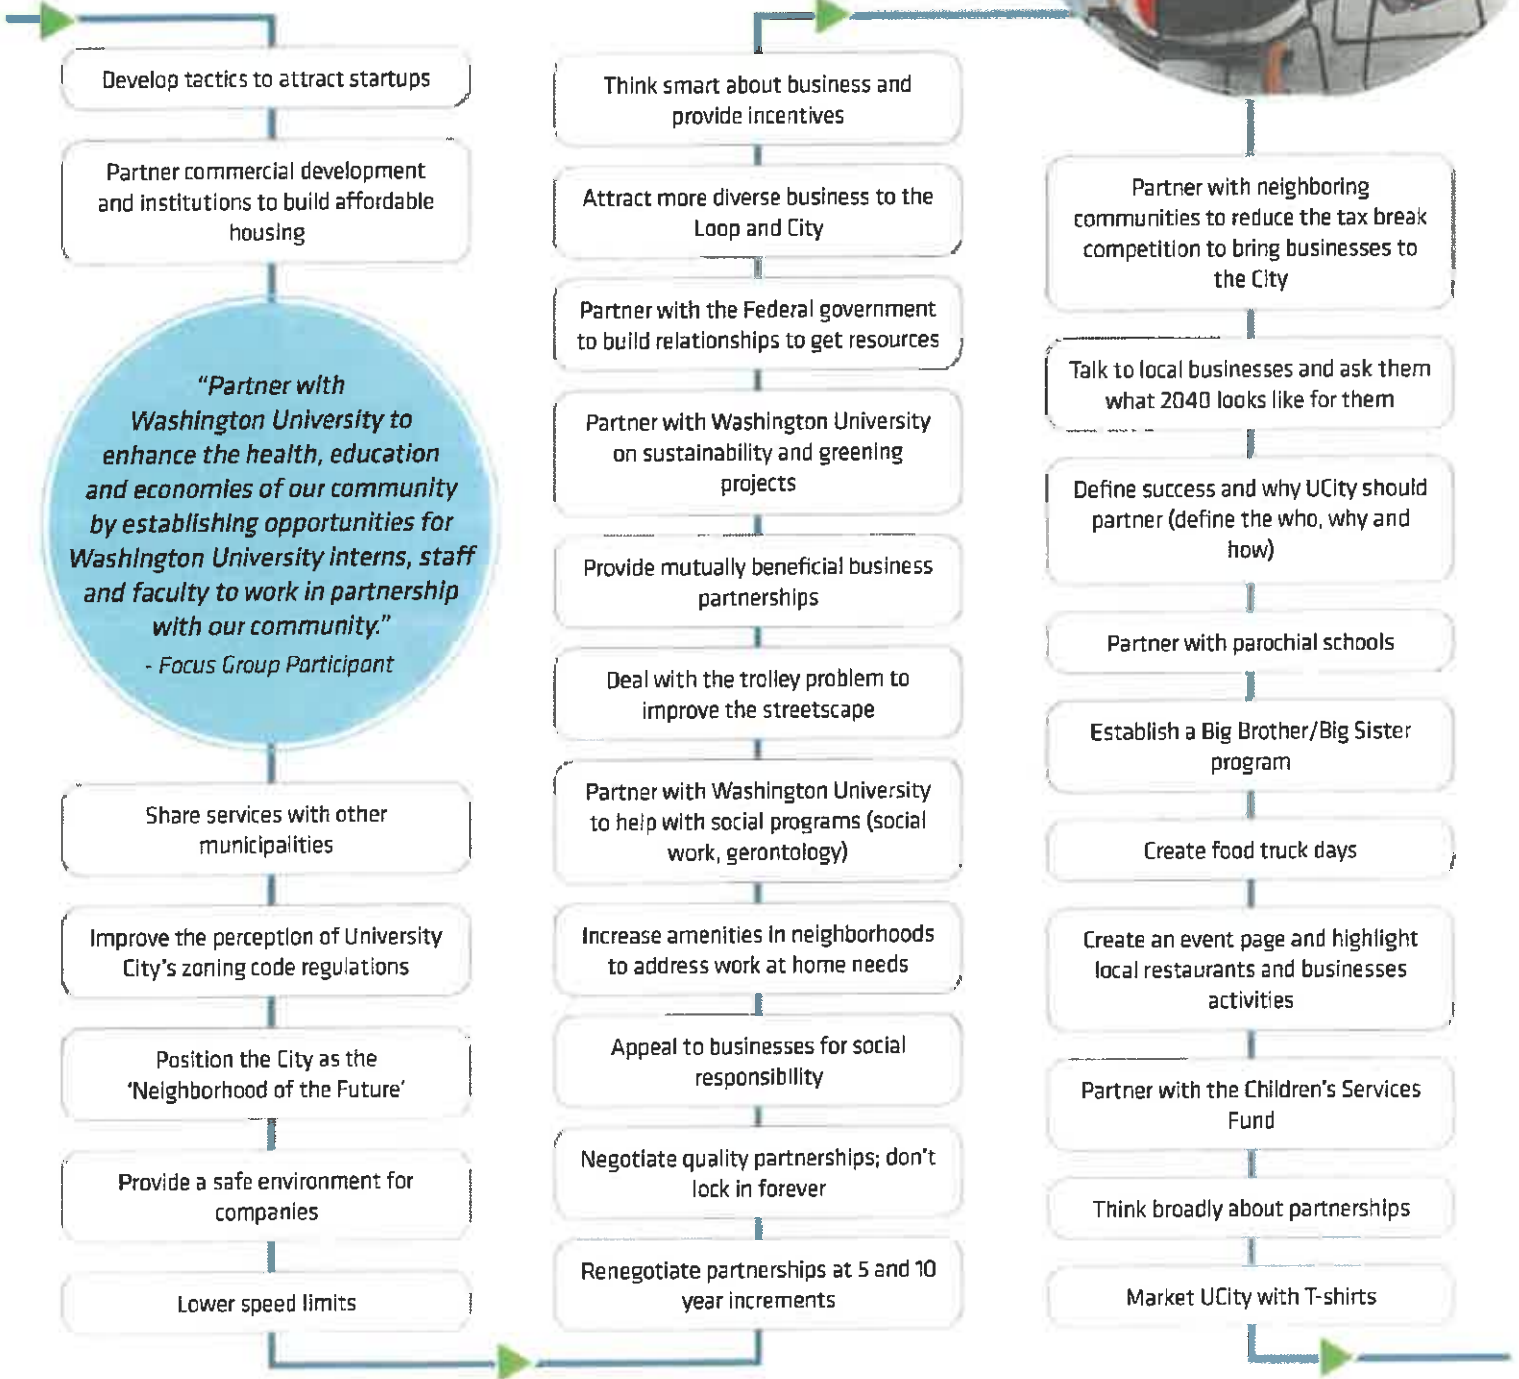 Develop tactics to attract startups
Partner commercial development
and institutions to build affordable
housing
“Partner with
Washington University to
enhance the health, education
and economies of our community
by establishing opportunities for
Washington University interns, staff
and faculty to work in partnership
with our community.”
- Focus Group Participant
Share services with other
municipalities
Improve the perception of University
City’s zoning code regulations
Position the City as the
‘Neighborhood of the Future’
Provide a safe environment for
companies
Lower speed limits
Think smart about business and
provide incentives
Attract more diverse business to the
Loop and City
Partner with the Federal government
to build relationships to get resources
Partner with Washington University
on sustainability and greening
projects
Provide mutually beneficial business
partnerships
Deal with the trolley problem to
improve the streetscape
Partner with Washington University
to help with social programs (social
work, gerontology)
Increase amenities in neighborhoods
to address work at home needs
Appeal to businesses for social
responsibility
Negotiate quality partnerships; don’t
lock in forever
Renegotiate partnerships at 5 and 10
year increments
Partner with neighboring
communities to reduce the tax break
competition to bring businesses to
the City
Talk to local businesses and ask them
what 2040 looks like for them
Define success and why UCity should
partner (define the who, why and
how)
Partner with parochial schools
Establish a Big Brother/Big Sister
program
Create food truck days
Create an event page and highlight
local restaurants and businesses
activities
Partner with the Children’s Services
Fund
Think broadly about partnerships
Market UCity with T-shirts